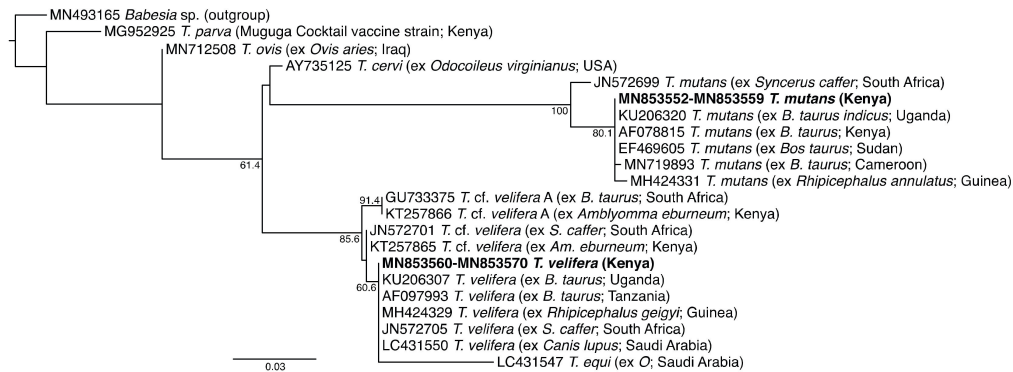 MN493165 Babesia sp. (outgroup)
MG952925 T. parva (Muguga Cocktail vaccine strain; Kenya)
MN712508 T. ovis (ex Ovis aries; Iraq)
AY735125 T. cervi (ex Odocoileus virginianus; USA)
JN572699 T. mutans (ex Syncerus caffer; South Africa)
MN853552-MN853559 T. mutans (Kenya)
100
KU206320 T. mutans (ex B. taurus indicus; Uganda)
80.1
AF078815 T. mutans (ex B. taurus; Kenya)
EF469605 T. mutans (ex Bos taurus; Sudan)
61.4
MN719893 T. mutans (ex B. taurus; Cameroon)
MH424331 T. mutans (ex Rhipicephalus annulatus; Guinea)
91.4
GU733375 T. cf. velifera A (ex B. taurus; South Africa)
KT257866 T. cf. velifera A (ex Amblyomma eburneum; Kenya)
JN572701 T. cf. velifera (ex S. caffer; South Africa)
85.6
KT257865 T. cf. velifera (ex Am. eburneum; Kenya)
MN853560-MN853570 T. velifera (Kenya)
KU206307 T. velifera (ex B. taurus; Uganda)
60.6
AF097993 T. velifera (ex B. taurus; Tanzania)
MH424329 T. velifera (ex Rhipicephalus geigyi; Guinea)
JN572705 T. velifera (ex S. caffer; South Africa)
LC431550 T. velifera (ex Canis lupus; Saudi Arabia)
LC431547 T. equi (ex O; Saudi Arabia)
0.03